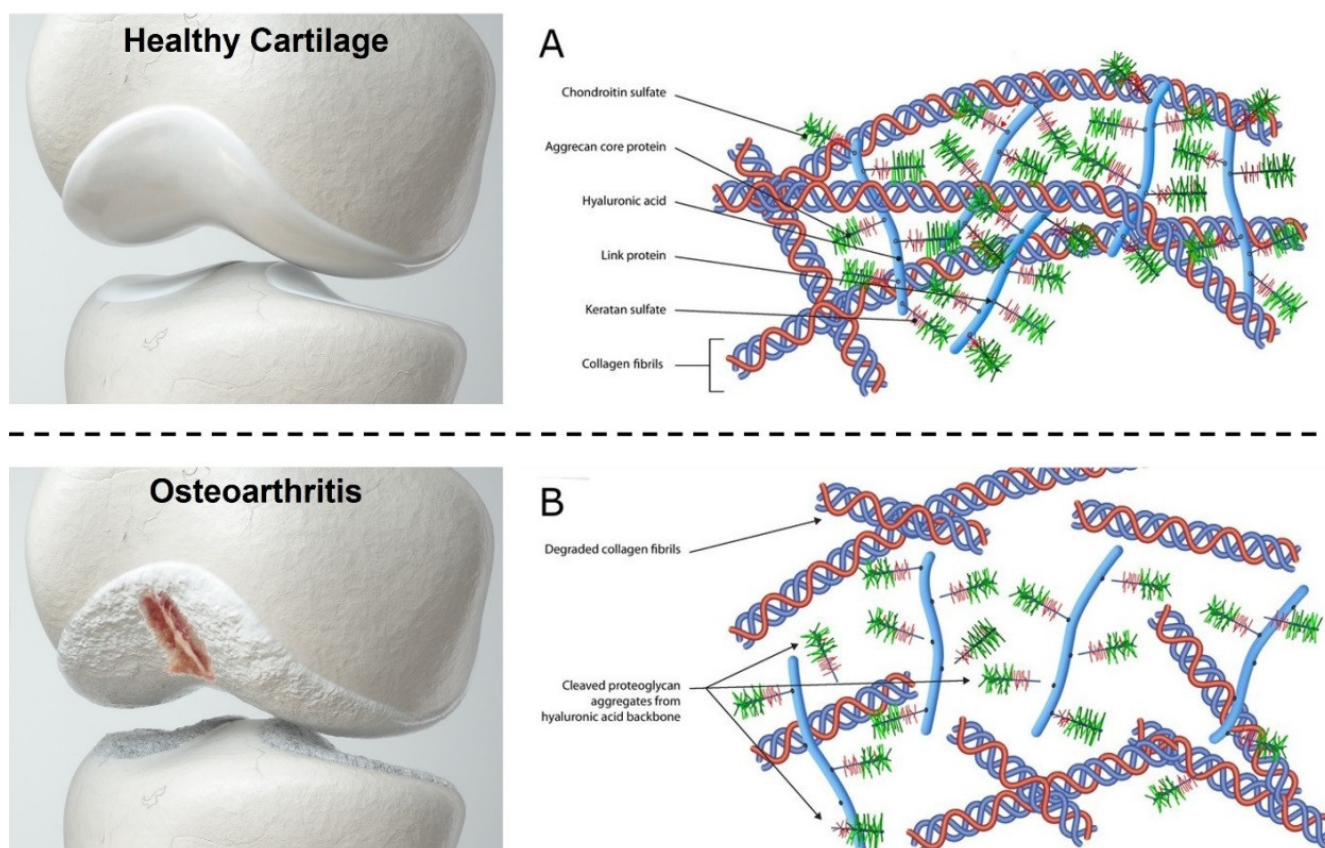 Healthy Cartilage
A
Chondroitin sulfate
Aggrecan core protein
Hyaluronic acid
Link protein
Keratan sulfate
Collagen fibrils
Osteoarthritis
B
Degraded collagen fibrils
Cleaved proteoglycan
aggregates from
hyaluronic acid backbone